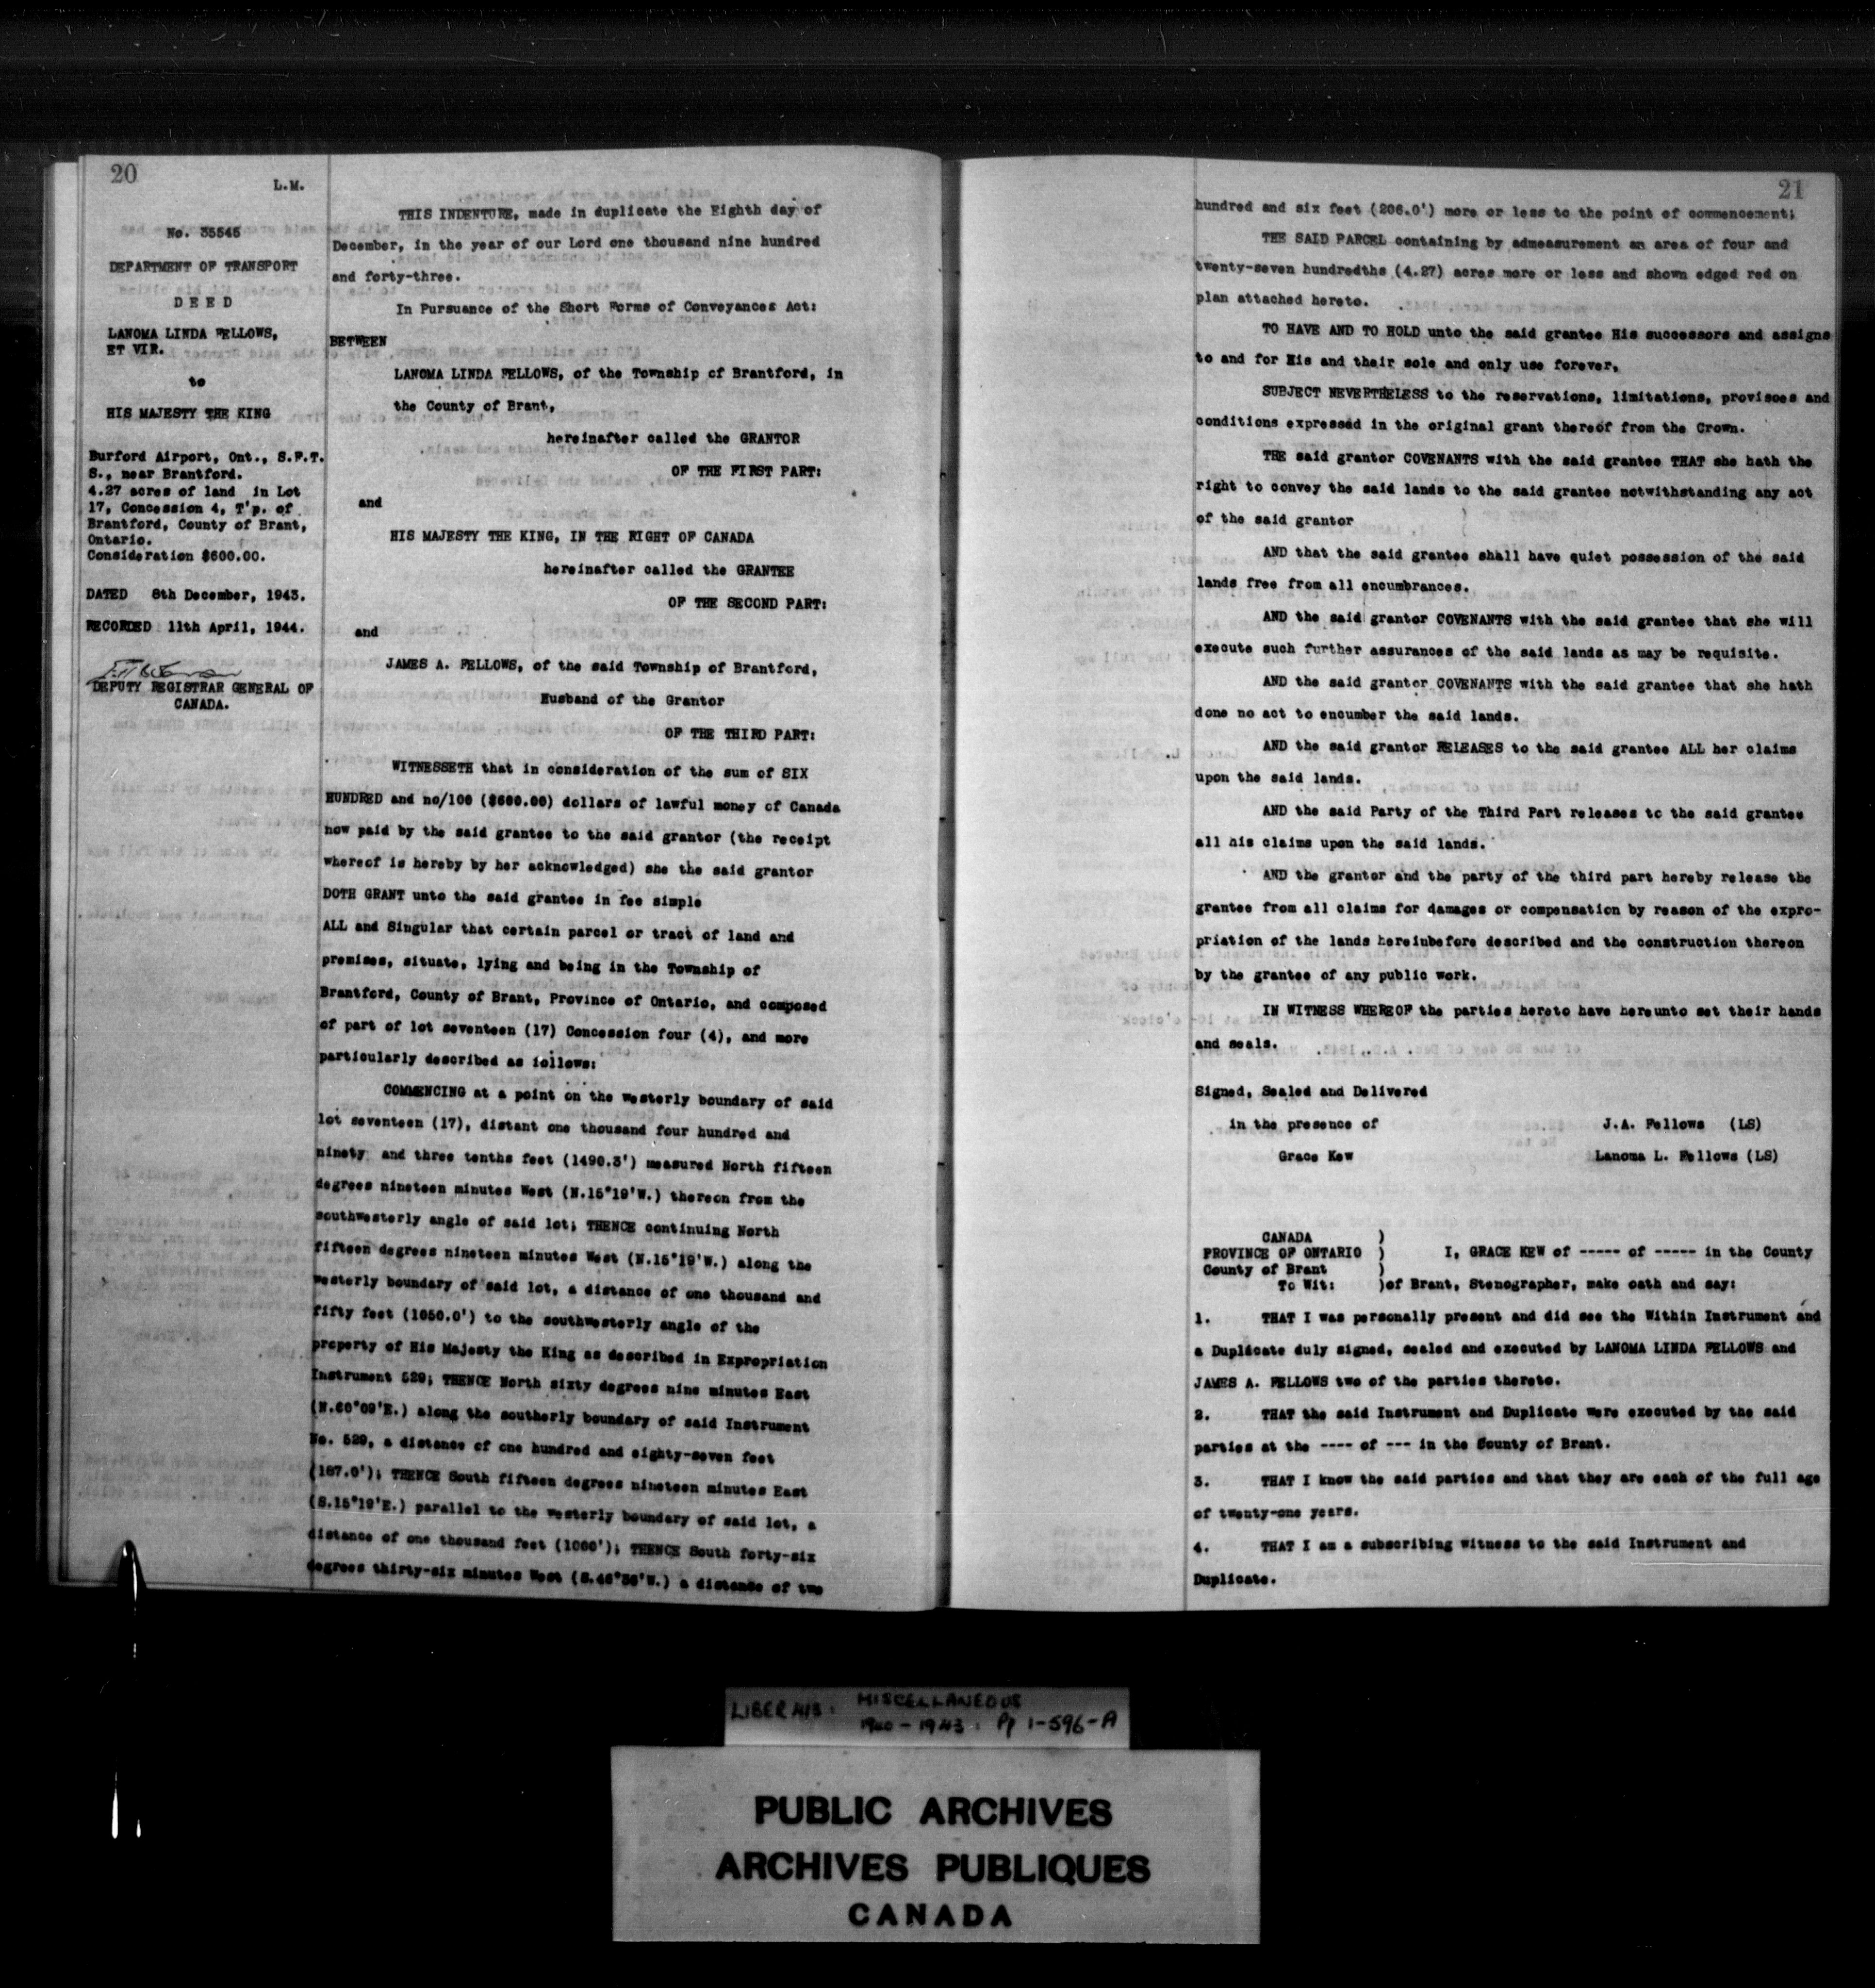 20
L.M.
No. 35545
DEPARTMENT OF TRANSPORT
DEED
LANOMA LINDA FELLOWS,
ET VIR.
to
HIS MAJESTY THE KING
Burford Airport, Ont., S.F.T.
S., near Brantford.
4.27 acres of land in Lot
17, Concession 4, T'p. of
Brantford, County of Brant,
Ontario.
Consideration $600.00.
DATED 8th December, 1943.
RECORDED 11th April, 1944.
DEPUTY REGISTRAR GENERAL OF
CANADA.
THIS INDENTURE, made in duplicate the Eighth day of
December, in the year of our Lord one thousand nine hundred
and forty-three.
In Pursuance of the Short Forms of Conveyances Act:
BETWEEN
LANOMA LINDA FELLOWS, of the Township of Brantford, in
the County of Brant,
hereinafter called the GRANTOR
OF THE FIRST PART:
and
HIS MAJESTY THE KING, IN THE RIGHT OF CANADA
hereinafter called the GRANTEE
OF THE SECOND PART:
and
JAMES A. FELLOWS, of the said Township of Brantford,
Husband of the Grantor
OF THE THIRD PART:
WITNESSETH that in consideration of the sum of SIX
HUNDRED and no/100 ($600.00) dollars of lawful money of Canada
now paid by the said grantee to the said grantor (the receipt
whereof is hereby by her acknowledged) she the said grantor
DOTH GRANT unto the said grantee in fee simple
ALL and Singular that certain parcel or tract of land and
premises, situate, lying and being in the Township of
Brantford, County of Brant, Province of Ontario, and composed
of part of lot seventeen (17) Concession four (4), and more
particularly described as follows:
COMMENCING at a point on the westerly boundary of said
lot seventeen (17), distant one thousand four hundred and
ninety and three tenths feet (1490.3') measured North fifteen
degrees nineteen minutes West (N.15°19'W.) thereon from the
southwesterly angle of said lot; THENCE continuing North
fifteen degrees nineteen minutes West (N.15°19'W.) along the
westerly boundary of said lot, a distance of one thousand and
fifty feet (1050.0') to the southwesterly angle of the
property of His Majesty the King as described in Expropriation
Instrument 529; THENCE North sixty degrees nine minutes East
(N.60°09'E.) along the southerly boundary of said Instrument
No. 529, a distance of one hundred and eighty-seven feet
(187.0'); THENCE South fifteen degrees nineteen minutes East
(S.15°19'E.) parallel to the westerly boundary of said lot, a
distance of one thousand feet (1000'); THENCE South forty-six
degrees thirty-six minutes West (S.46°36'W.) a distance of two
21
hundred and six feet (206.0') more or less to the point of commencement;
THE SAID PARCEL containing by admeasurement an area of four and
twenty-seven hundredths (4.27) acres more or less and shown edged red on
plan attached hereto.
TO HAVE AND TO HOLD unto the said grantee His successors and assigns
to and for His and their sole and only use forever,
SUBJECT NEVERTHELESS to the reservations, limitations, provisoes and
conditions expressed in the original grant thereof from the Crown.
THE said grantor COVENANTS with the said grantee THAT she hath the
right to convey the said lands to the said grantee notwithstanding any act
of the said grantor
AND that the said grantee shall have quiet possession of the said
lands free from all encumbrances.
AND the said grantor COVENANTS with the said grantee that she will
execute such further assurances of the said lands as may be requisite.
AND the said grantor COVENANTS with the said grantee that she hath
done no act to encumber the said lands.
AND the said grantor RELEASES to the said grantee ALL her claims
upon the said lands.
AND the said Party of the Third Part releases to the said grantee
all his claims upon the said lands.
AND the grantor and the party of the third part hereby release the
grantee from all claims for damages or compensation by reason of the expro-
priation of the lands hereinbefore described and the construction thereon
by the grantee of any public work.
IN WITNESS WHEREOF the parties hereto have hereunto set their hands
and seals.
Signed, Sealed and Delivered
in the presence of J.A. Fellows (LS)
Grace Kew Lanoma L. Fellows (LS)
CANADA )
PROVINCE OF ONTARIO ) I, GRACE KEW of ----- of ----- in the County
County of Brant )
To Wit: )of Brant, Stenographer, make oath and say:
1. THAT I was personally present and did see the Within Instrument and
a Duplicate duly signed, sealed and executed by LANOMA LINDA FELLOWS and
JAMES A. FELLOWS two of the parties thereto.
2. THAT the said Instrument and Duplicate were executed by the said
parties at the ---- of --- in the County of Brant.
3. THAT I know the said parties and that they are each of the full age
of twenty-one years.
4. THAT I am a subscribing witness to the said Instrument and
Duplicate.
LIBER 413: MISCELLANEOUS
1940-1943. Pp 1-596-A
PUBLIC ARCHIVES
ARCHIVES PUBLIQUES
CANADA